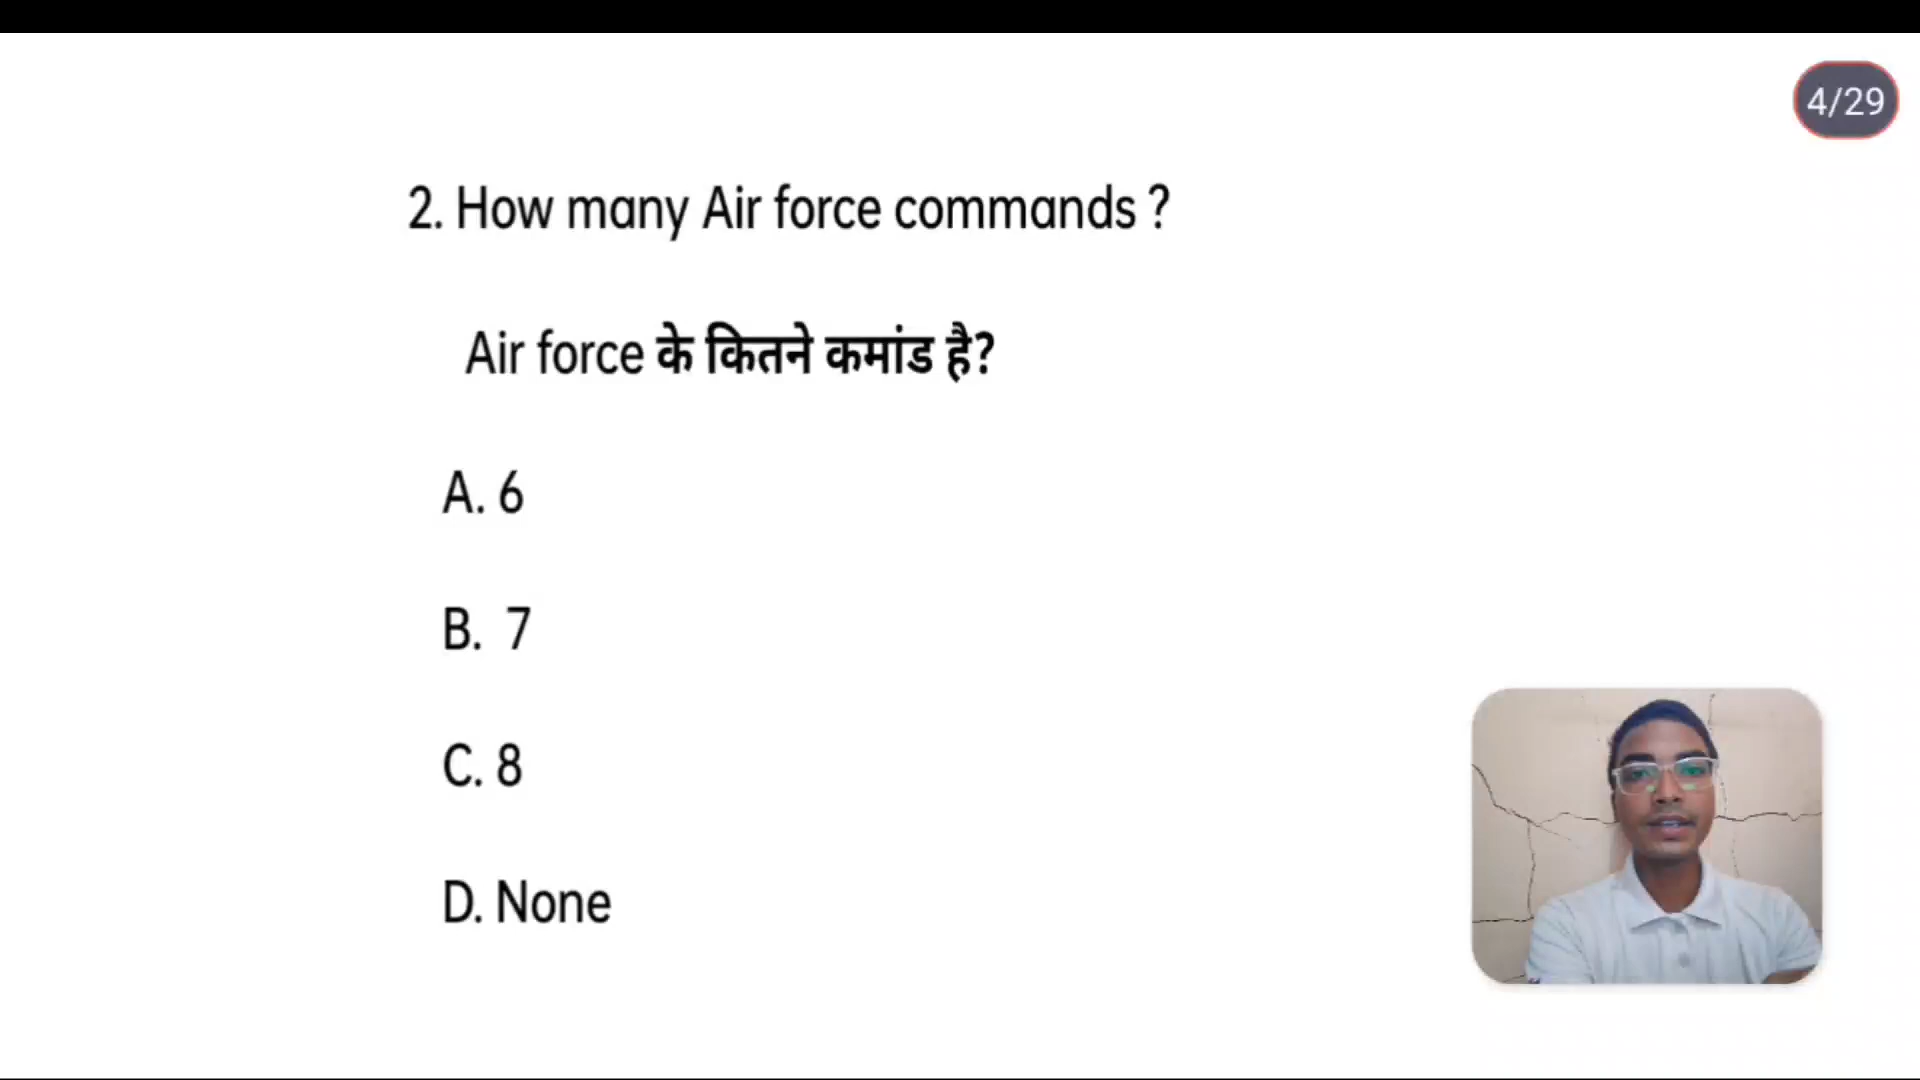 4/29
2. How many Air force commands ?
Air force के कितने कमांड है?
A. 6
B. 7
C. 8
D. None